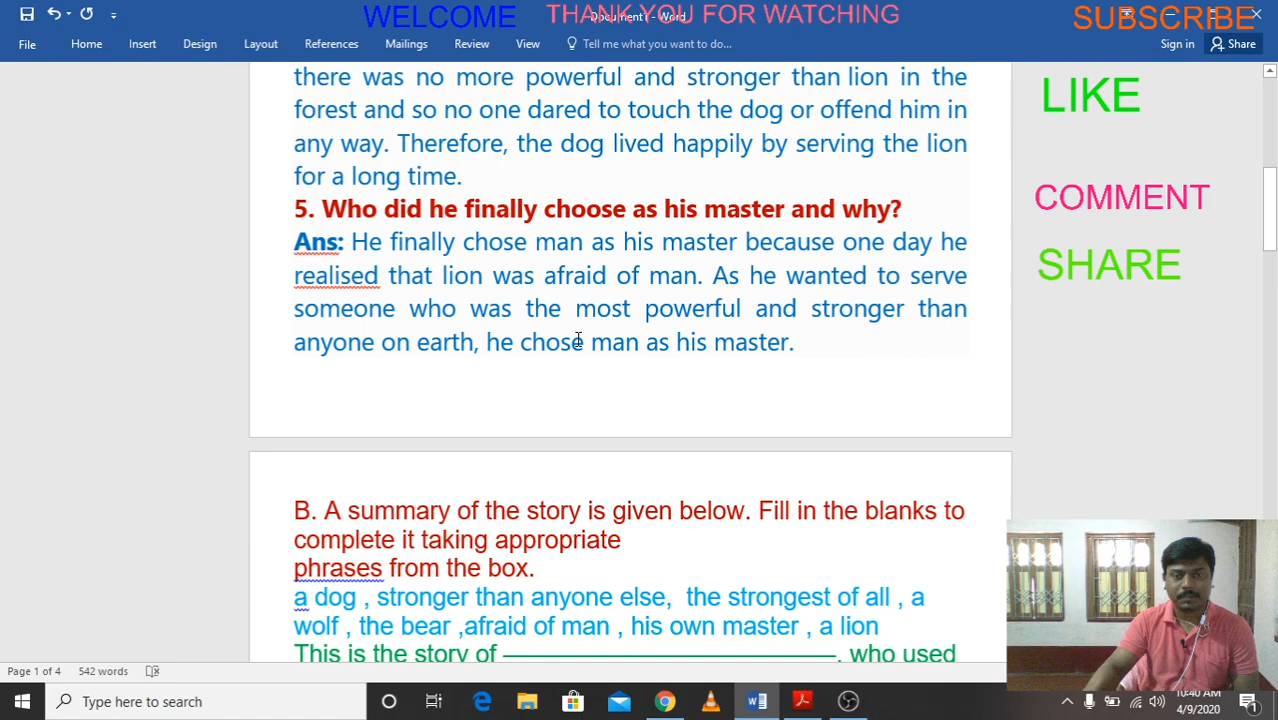 WELCOME
THANK YOU FOR WATCHING
SUBSCRIBE
File Home Insert Design Layout References Mailings Review View Tell me what you want to do... Sign in Share
there was no more powerful and stronger than lion in the
forest and so no one dared to touch the dog or offend him in
any way. Therefore, the dog lived happily by serving the lion
for a long time.
5. Who did he finally choose as his master and why?
Ans: He finally chose man as his master because one day he
realised that lion was afraid of man. As he wanted to serve
someone who was the most powerful and stronger than
anyone on earth, he chose man as his master.
LIKE
COMMENT
SHARE
B. A summary of the story is given below. Fill in the blanks to
complete it taking appropriate
phrases from the box.
a dog , stronger than anyone else, the strongest of all , a
wolf , the bear ,afraid of man , his own master , a lion
This is the story of ————————————, who used
Page 1 of 4 542 words
Type here to search
10:40 AM
4/9/2020